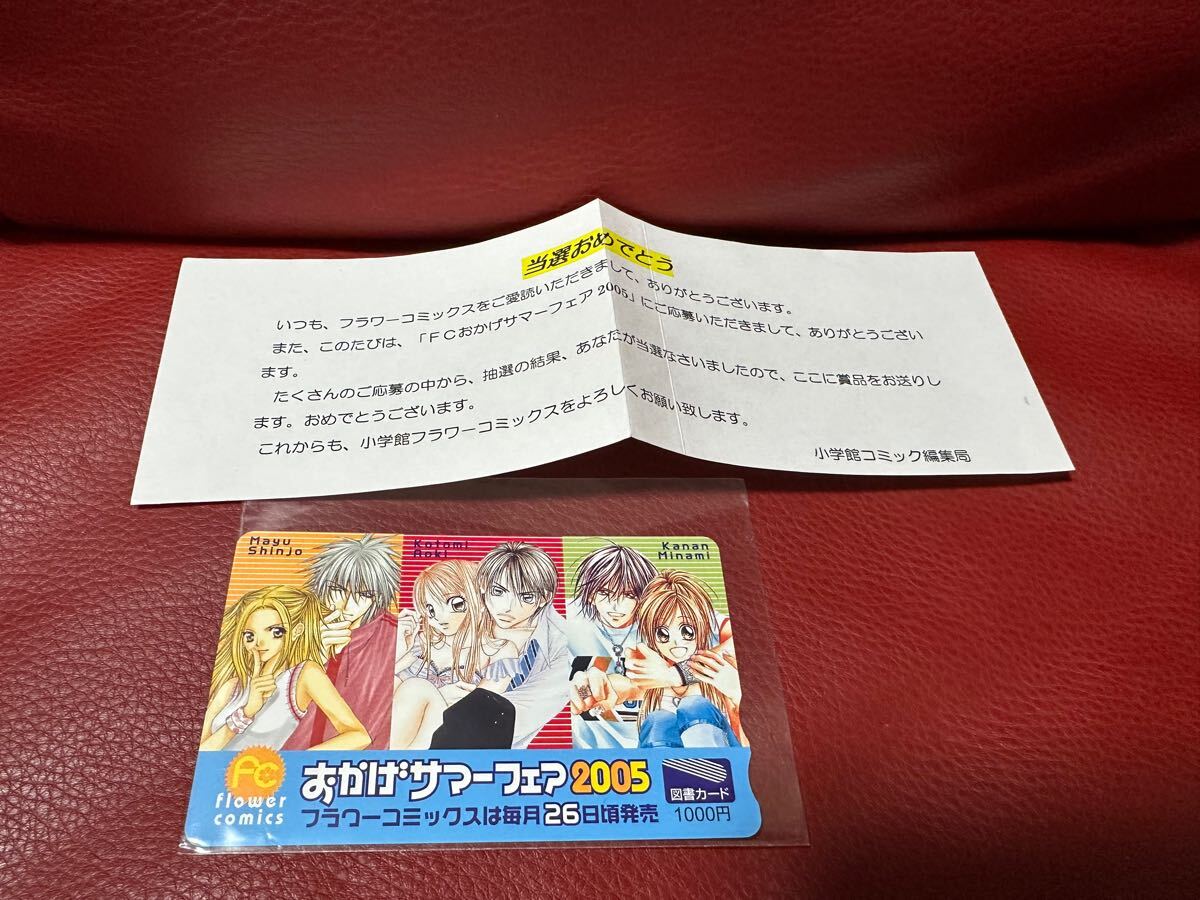 当選おめでとう
いつも、フラワーコミックスをご愛読いただきまして、ありがとうございます。
また、このたびは、「ＦＣおかげサマーフェア2005」にご応募いただきまして、ありがとうござい
ます。
たくさんのご応募の中から、抽選の結果、あなたが当選なさいましたので、ここに賞品をお送りし
ます。おめでとうございます。
これからも、小学館フラワーコミックスをよろしくお願い致します。
小学館コミック編集局
Mayu
Shinjo
Kotomi
Aoki
Kanan
Minami
FC
flower
comics
おかげサマーフェア2005
フラワーコミックスは毎月26日頃発売
図書カード
1000円